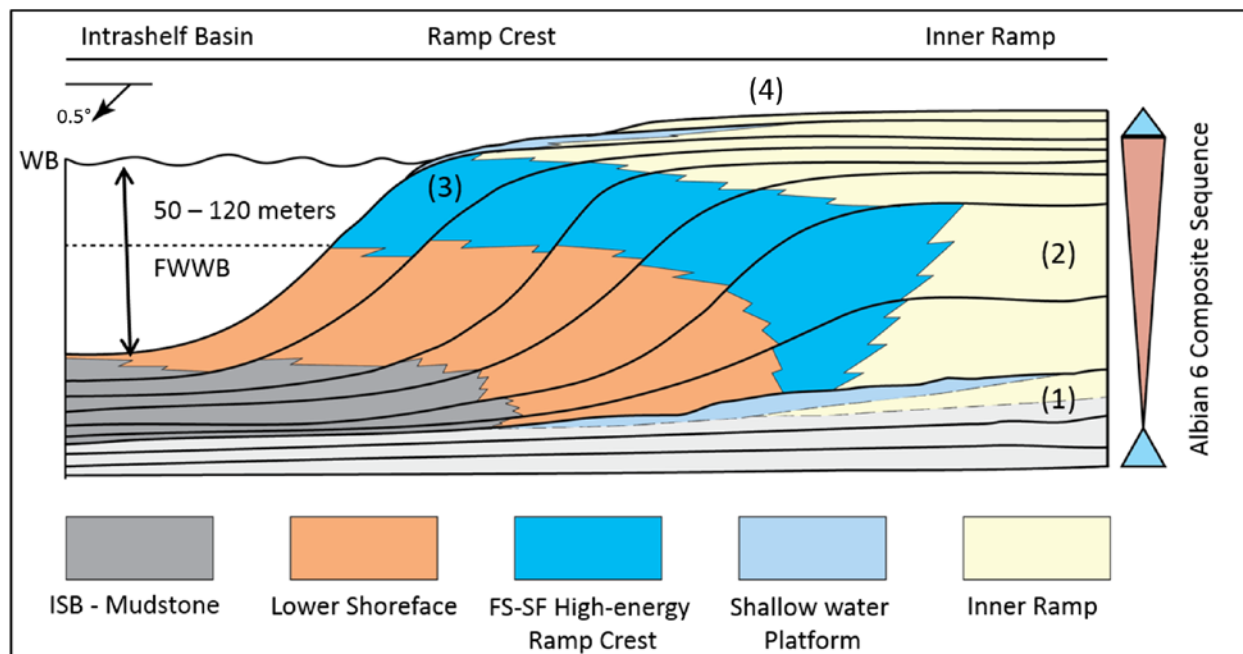 Intrashelf Basin
Ramp Crest
Inner Ramp
(4)
0.5°
WB
(3)
50 – 120 meters
FWWB
(2)
(1)
Albian 6 Composite Sequence
ISB - Mudstone
Lower Shoreface
FS-SF High-energy
Ramp Crest
Shallow water
Platform
Inner Ramp